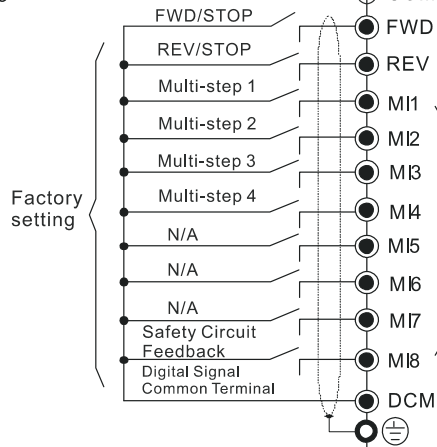 FWD/STOP
FWD
REV/STOP
REV
Multi-step 1
MI1
Multi-step 2
MI2
Multi-step 3
MI3
Multi-step 4
MI4
Factory
setting
N/A
MI5
N/A
MI6
N/A
MI7
Safety Circuit
Feedback
MI8
Digital Signal
Common Terminal
DCM